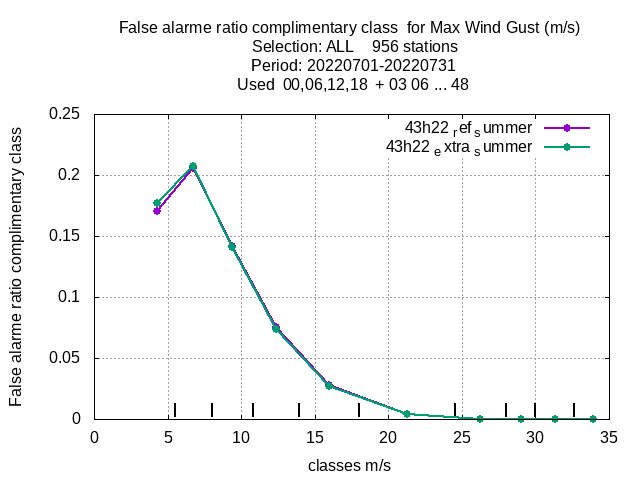 False alarme ratio complimentary class  for Max Wind Gust (m/s)
Selection: ALL    956 stations
Period: 20220701-20220731
Used  00,06,12,18  + 03 06 ... 48
43h22 ref summer
43h22 extra summer
False alarme ratio complimentary class
0.25
0.2
0.15
0.1
0.05
0
0 5 10 15 20 25 30 35
classes m/s